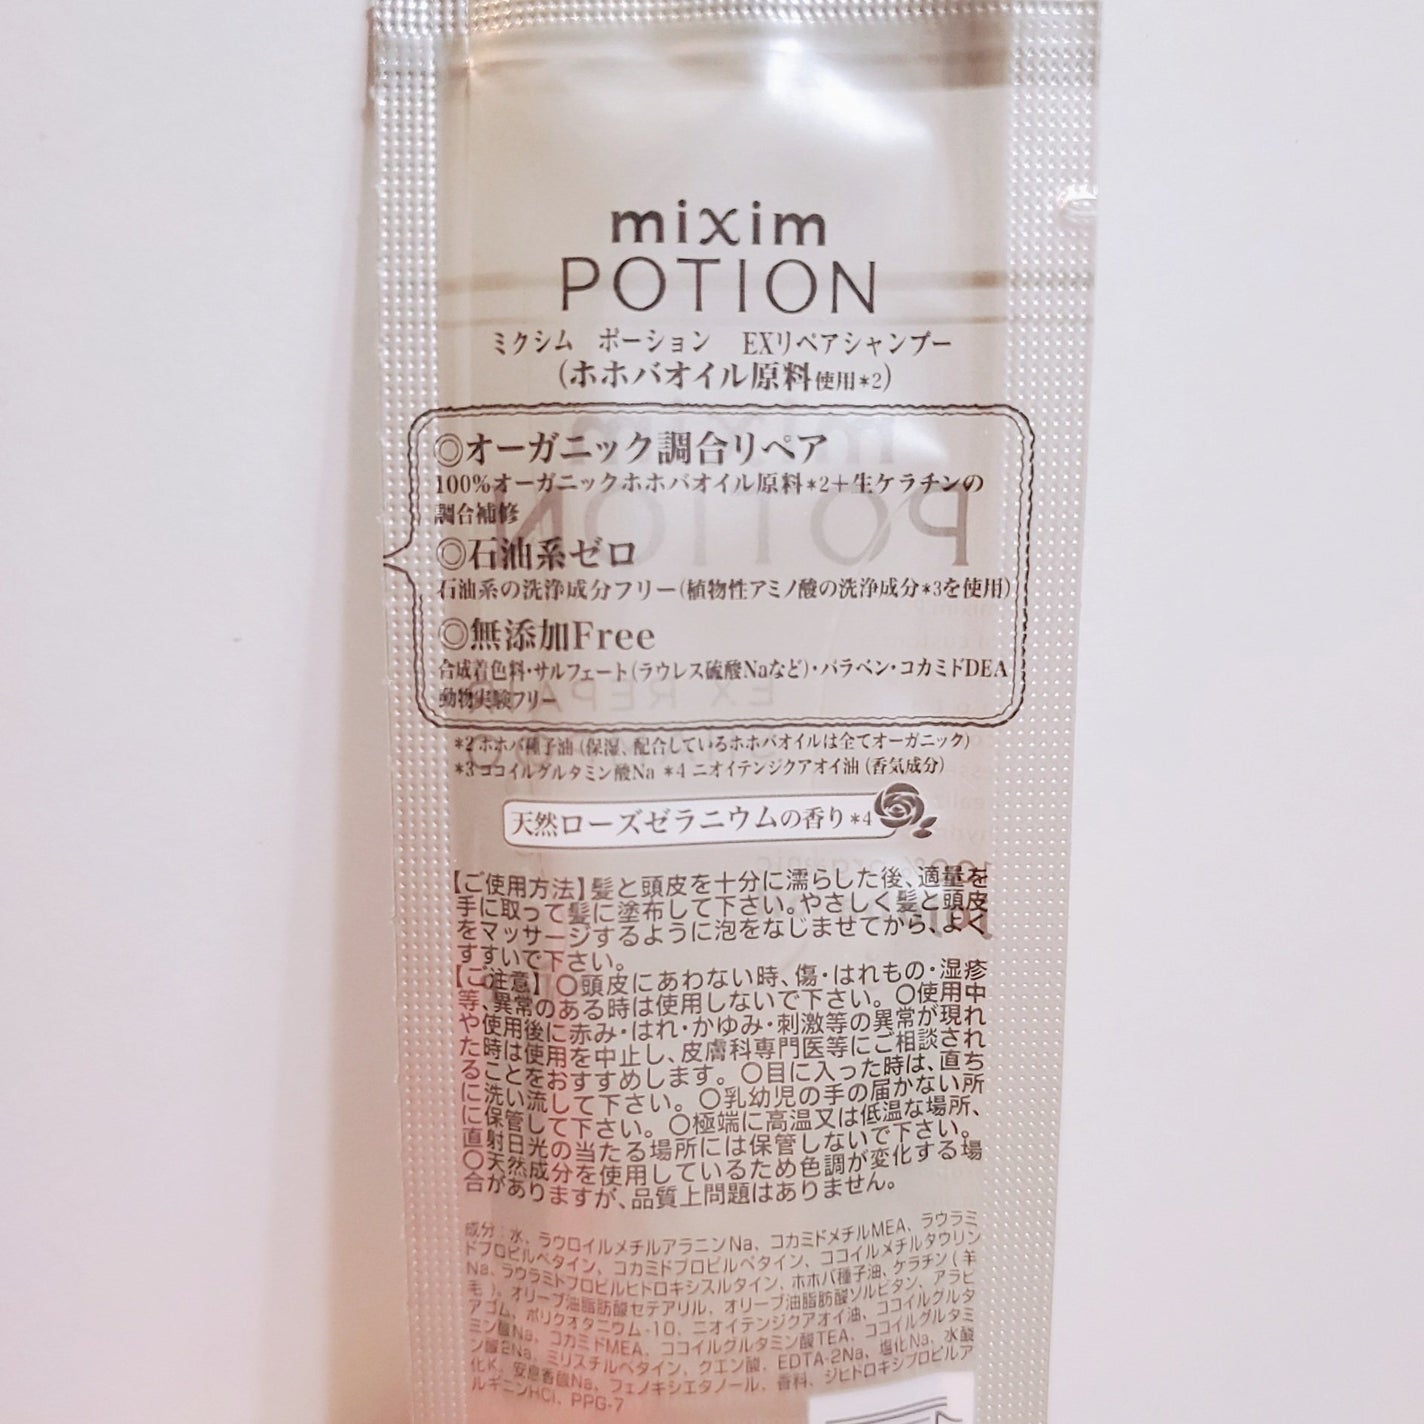 mixim
POTION
ミクシム ポーション EXリペアシャンプー
(ホホバオイル原料使用*2)
◎オーガニック調合リペア
100%オーガニックホホバオイル原料*2+生ケラチンの
調合補修
◎石油系ゼロ
石油系の洗浄成分フリー(植物性アミノ酸の洗浄成分*3を使用)
◎無添加Free
合成着色料・サルフェート(ラウレス硫酸Naなど)・パラベン・コカミドDEA
動物実験フリー
*2 ホホバ種子油(保湿、配合しているホホバオイルは全てオーガニック)
*3 ココイルグルタミン酸Na *4 ニオイテンジクアオイ油(香気成分)
天然ローズゼラニウムの香り*4
【ご使用方法】髪と頭皮を十分に濡らした後、適量を
手に取って髪に塗布して下さい。やさしく髪と頭皮
をマッサージするように泡をなじませてから、よく
すすいで下さい。
【ご注意】○頭皮にあわない時、傷・はれもの・湿疹
等、異常のある時は使用しないで下さい。○使用中
や使用後に赤み・はれ・かゆみ・刺激等の異常が現れ
た時は使用を中止し、皮膚科専門医等にご相談され
ることをおすすめします。○目に入った時は、直ち
に洗い流して下さい。○乳幼児の手の届かない所
に保管して下さい。○極端に高温又は低温な場所、
直射日光の当たる場所には保管しないで下さい。
○天然成分を使用しているため色調が変化する場
合がありますが、品質上問題はありません。
成分:水、ラウロイルメチルアラニンNa、コカミドメチルMEA、ラウラミ
ドプロピルベタイン、コカミドプロピルベタイン、ココイルメチルタウリン
Na、ラウラミドプロピルヒドロキシスルタイン、ホホバ種子油、ケラチン(羊
毛)、オリーブ油脂肪酸セテアリル、オリーブ油脂肪酸ソルビタン、アラビ
アゴム、ポリクオタニウム-10、ニオイテンジクアオイ油、ココイルグルタ
ミン酸Na、コカミドMEA、ココイルグルタミン酸TEA、ココイルグルタミ
ン酸2Na、ミリスチルベタイン、クエン酸、EDTA-2Na、塩化Na、水酸
化K、安息香酸Na、フェノキシエタノール、香料、ジヒドロキシプロピルア
ルギニンHCl、PPG-7